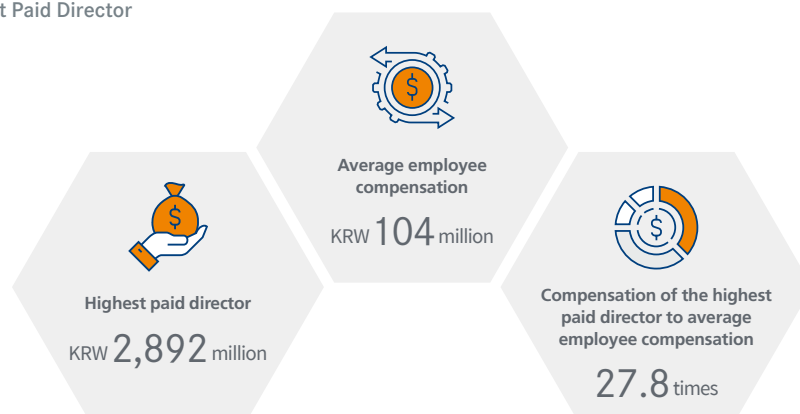 t Paid Director
$
Average employee
compensation
KRW 104 million
$
Highest paid director
KRW 2,892 million
$
Compensation of the highest
paid director to average
employee compensation
27.8 times